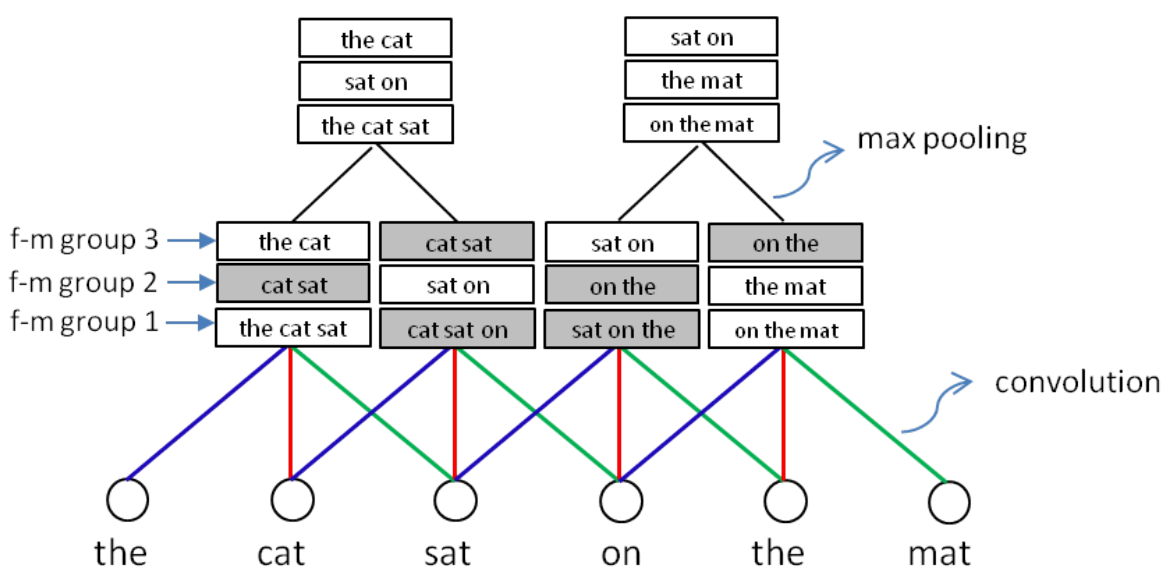 the cat
sat on
the cat sat
sat on
the mat
on the mat
max pooling
f-m group 3
the cat
cat sat
sat on
on the
f-m group 2
cat sat
sat on
on the
the mat
f-m group 1
the cat sat
cat sat on
sat on the
on the mat
convolution
the cat sat on the mat